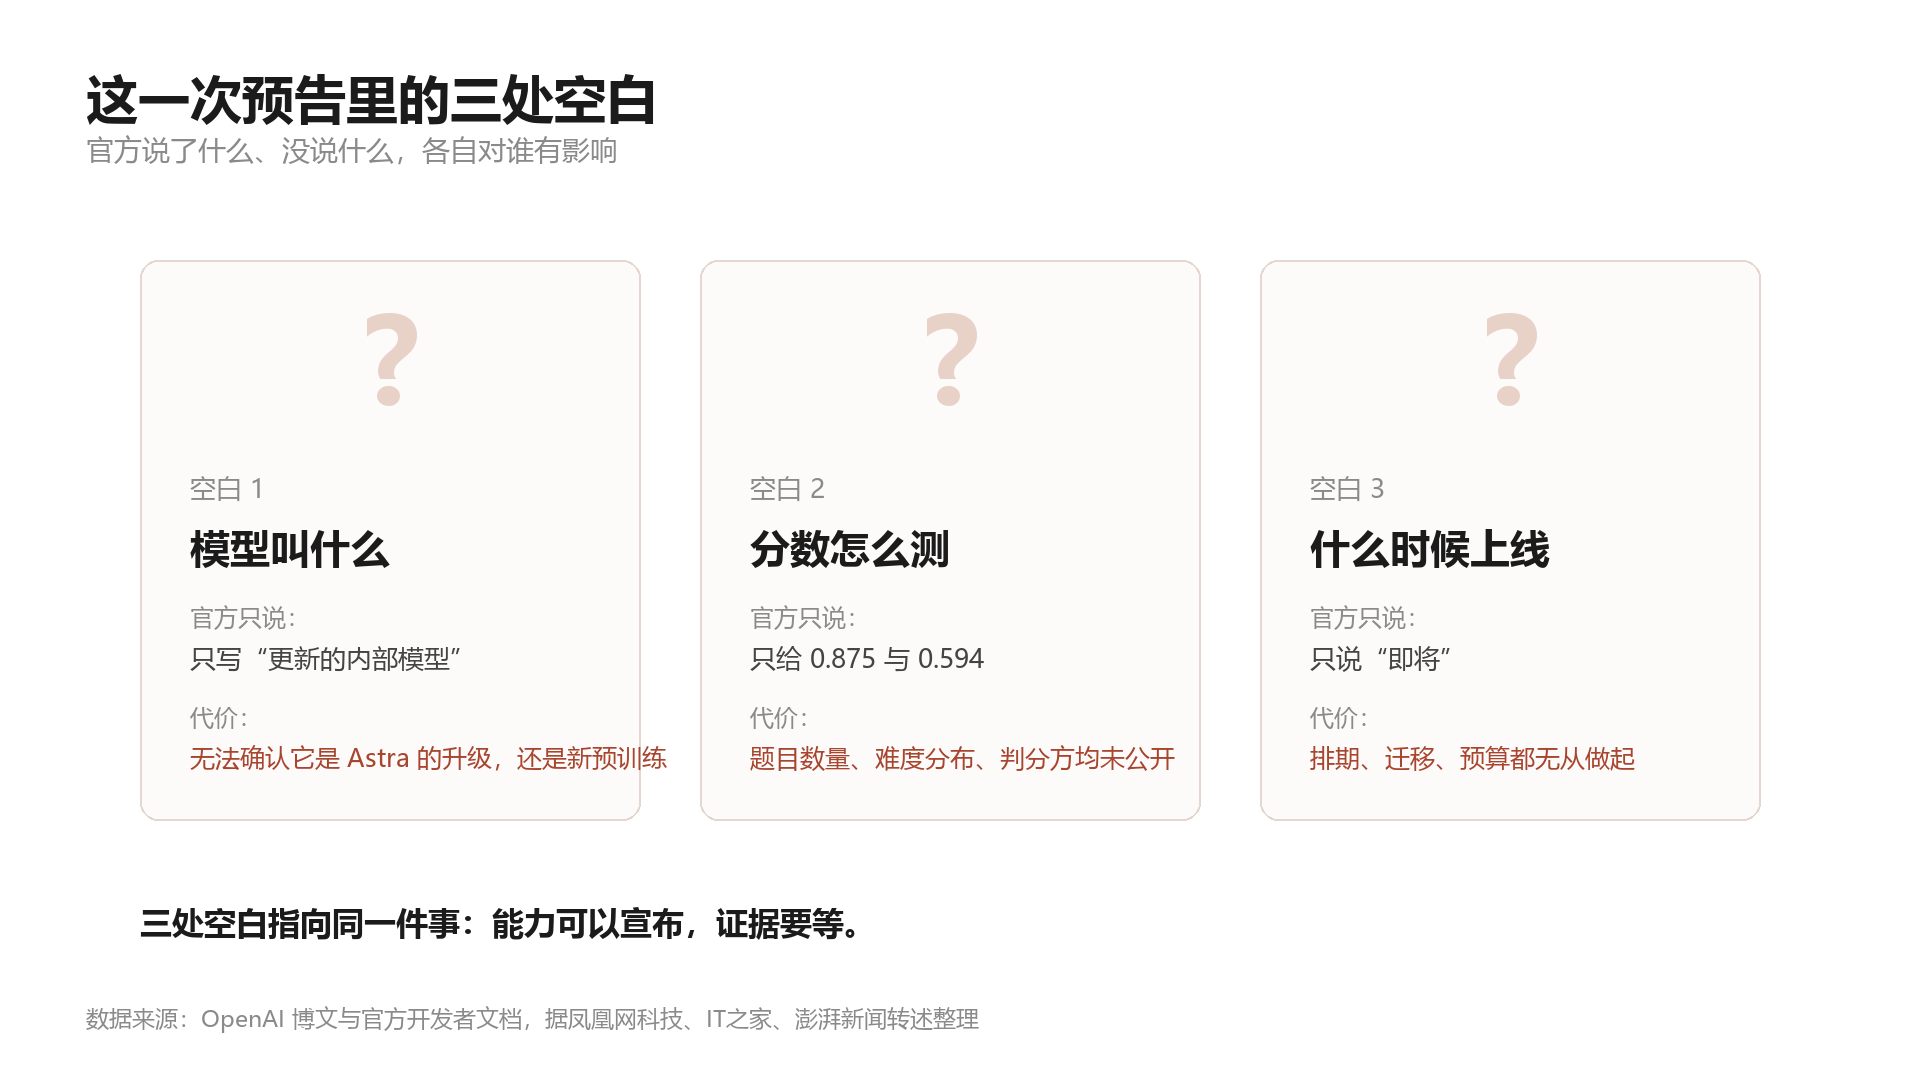 这一次预告里的三处空白
官方说了什么、没说什么，各自对谁有影响
?
空白 1
模型叫什么
官方只说：
只写“更新的内部模型”
代价：
无法确认它是 Astra 的升级，还是新预训练
?
空白 2
分数怎么测
官方只说：
只给 0.875 与 0.594
代价：
题目数量、难度分布、判分方均未公开
?
空白 3
什么时候上线
官方只说：
只说“即将”
代价：
排期、迁移、预算都无从做起
三处空白指向同一件事：能力可以宣布，证据要等。
数据来源：OpenAI 博文与官方开发者文档，据凤凰网科技、IT之家、澎湃新闻转述整理